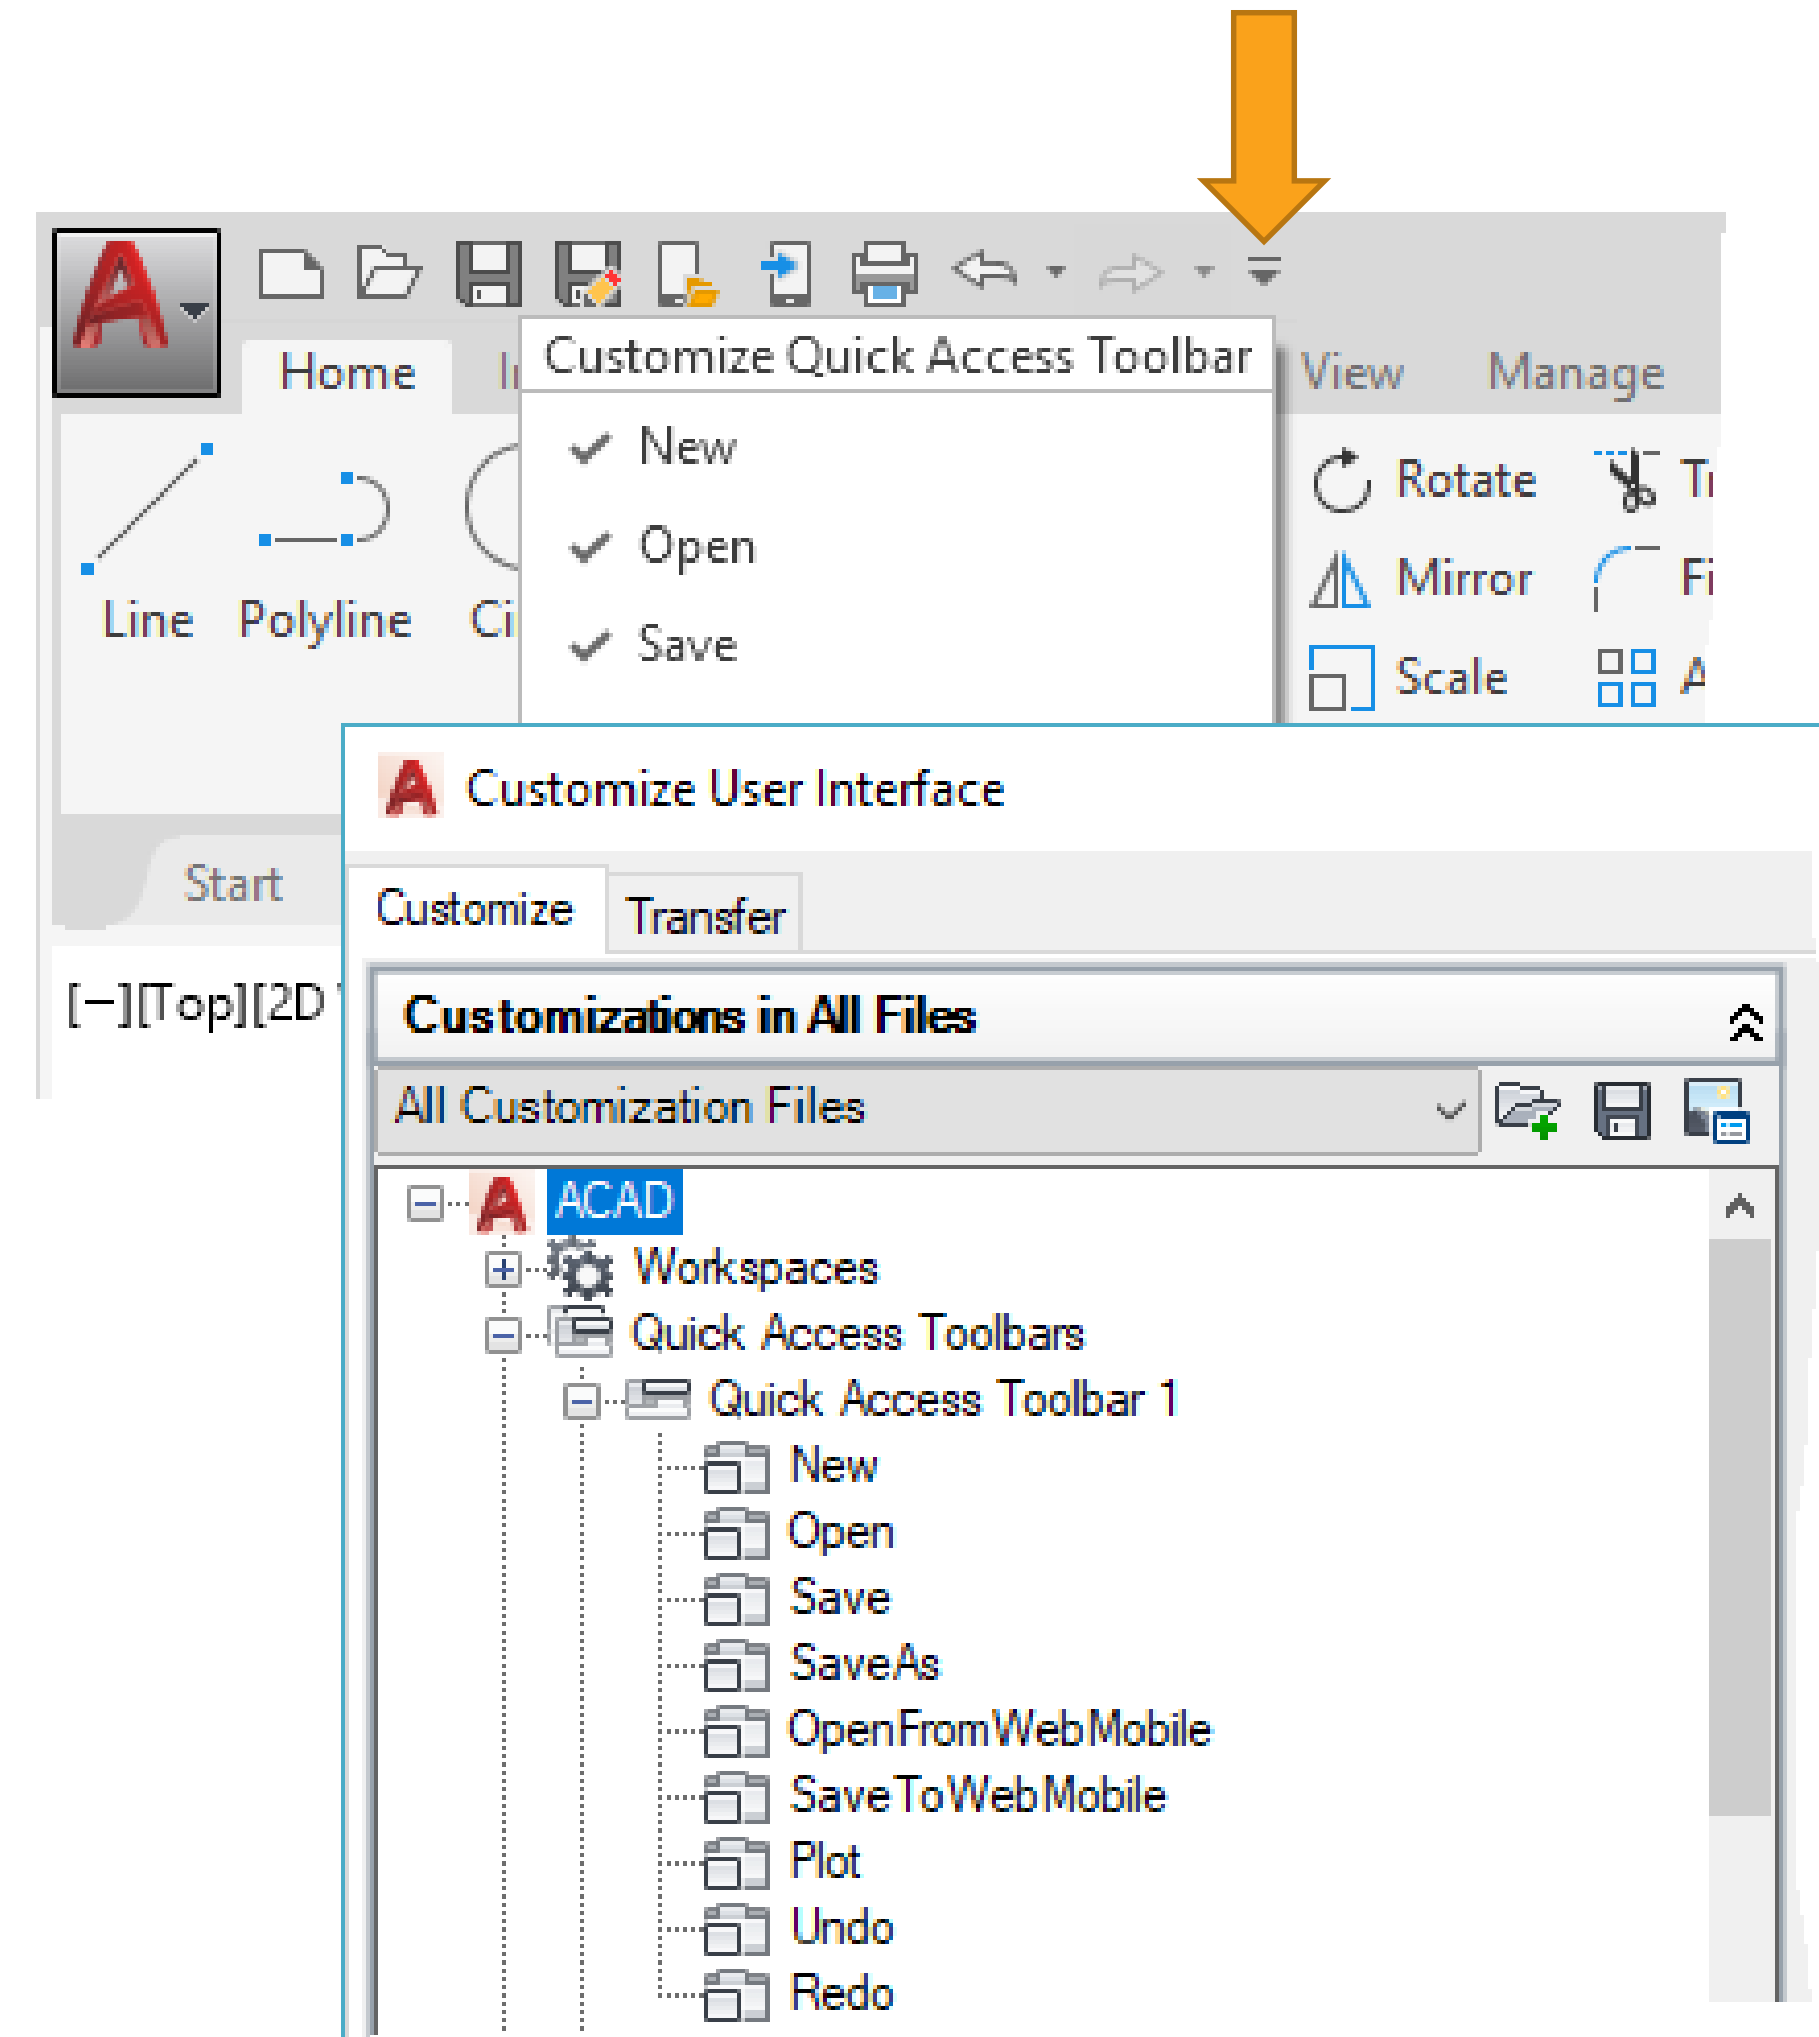 Customize Quick Access Toolbar
Home
View Manage
New
Open
Save
Line Polyline
Rotate
Mirror
Scale
Customize User Interface
Start
Customize Transfer
[−][Top][2D
Customizations in All Files
All Customization Files
ACAD
Workspaces
Quick Access Toolbars
Quick Access Toolbar 1
New
Open
Save
SaveAs
OpenFromWebMobile
SaveToWebMobile
Plot
Undo
Redo